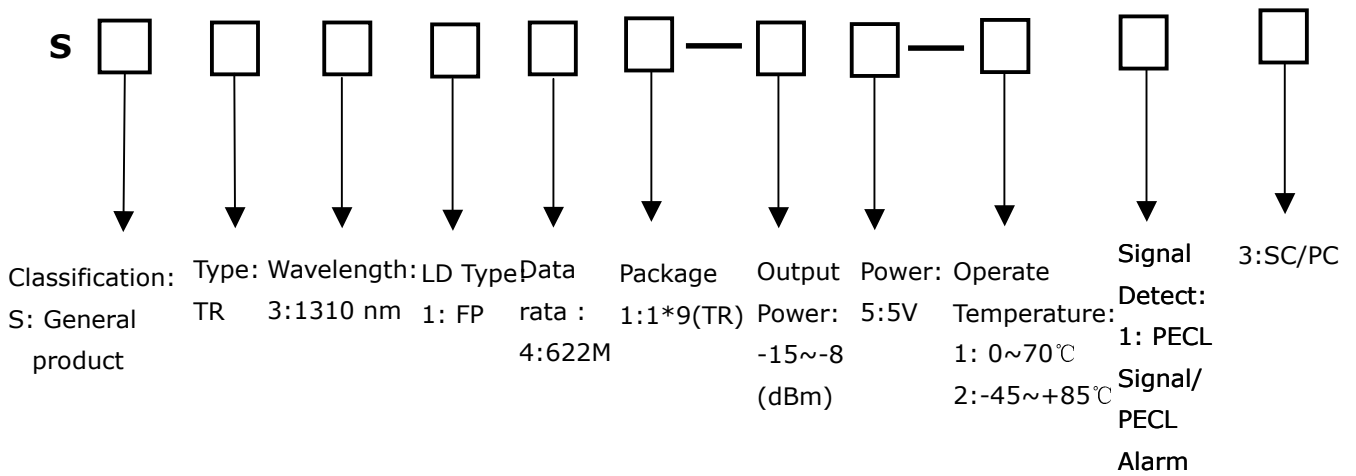 S
Classification:
S: General
product
Type:
TR
Wavelength:
3:1310 nm
LD Type:
1: FP
Data
rata :
4:622M
Package
1:1*9(TR)
Output
Power:
-15~-8
(dBm)
Power:
5:5V
Operate
Temperature:
1: 0~70℃
2:-45~+85℃
Signal
Detect:
1: PECL
Signal/
PECL
Alarm
3:SC/PC